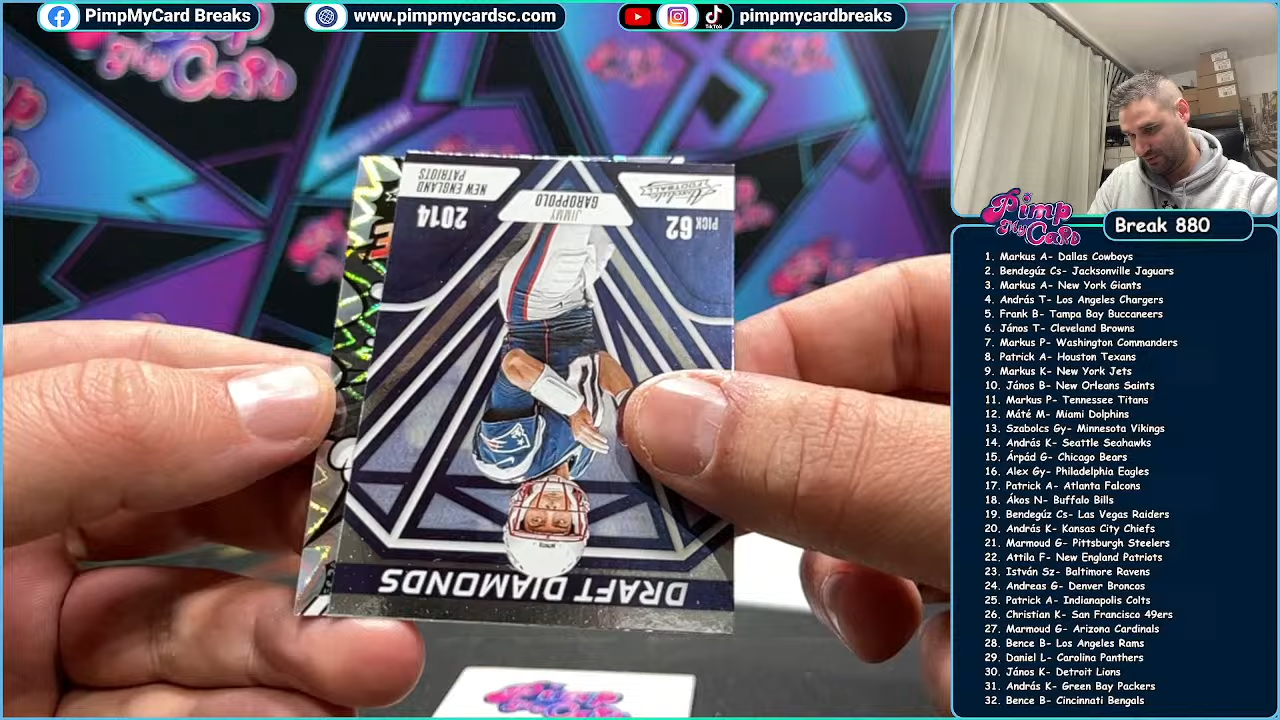 PimpMyCard Breaks
www.pimpmycardsc.com
TikTok
pimpmycardbreaks
Pimp
My Card
Break 880
1. Markus A- Dallas Cowboys
2. Bendegúz Cs- Jacksonville Jaguars
3. Markus A- New York Giants
4. András T- Los Angeles Chargers
5. Frank B- Tampa Bay Buccaneers
6. János T- Cleveland Browns
7. Markus P- Washington Commanders
8. Patrick A- Houston Texans
9. Markus K- New York Jets
10. János B- New Orleans Saints
11. Markus P- Tennessee Titans
12. Máté M- Miami Dolphins
13. Szabolcs Gy- Minnesota Vikings
14. András K- Seattle Seahawks
15. Árpád G- Chicago Bears
16. Alex Gy- Philadelphia Eagles
17. Patrick A- Atlanta Falcons
18. Ákos N- Buffalo Bills
19. Bendegúz Cs- Las Vegas Raiders
20. András K- Kansas City Chiefs
21. Marmoud G- Pittsburgh Steelers
22. Attila F- New England Patriots
23. István Sz- Baltimore Ravens
24. Andreas G- Denver Broncos
25. Patrick A- Indianapolis Colts
26. Christian K- San Francisco 49ers
27. Marmoud G- Arizona Cardinals
28. Bence B- Los Angeles Rams
29. Daniel L- Carolina Panthers
30. János K- Detroit Lions
31. András K- Green Bay Packers
32. Bence B- Cincinnati Bengals
DRAFT DIAMONDS
PICK 62
2014
JIMMY
GAROPPOLO
Absolute
FOOTBALL
NEW ENGLAND
PATRIOTS